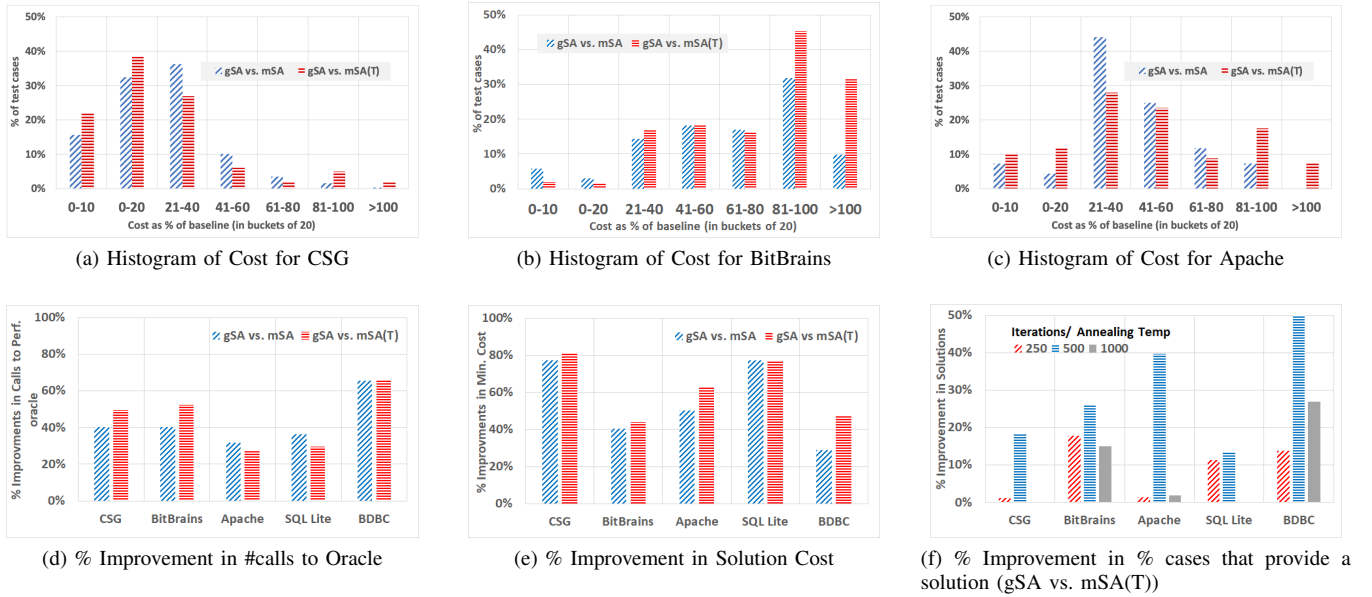 50%
40%
30%
20%
10%
0%
% of test cases
gSA vs. mSA
gSA vs. mSA(T)
0-10
0-20
21-40
41-60
61-80
81-100
>100
Cost as % of baseline (in buckets of 20)
(a) Histogram of Cost for CSG
50%
40%
30%
20%
10%
0%
% of test cases
gSA vs. mSA
gSA vs. mSA(T)
0-10
0-20
21-40
41-60
61-80
81-100
>100
Cost as % of baseline (in buckets of 20)
(b) Histogram of Cost for BitBrains
50%
40%
30%
20%
10%
0%
% of test cases
gSA vs. mSA
gSA vs. mSA(T)
0-10
0-20
21-40
41-60
61-80
81-100
>100
Cost as % of baseline (in buckets of 20)
(c) Histogram of Cost for Apache
100%
80%
60%
40%
20%
0%
% Improvments in Calls to Perf.
oracle
gSA vs. mSA
gSA vs. mSA(T)
CSG
BitBrains
Apache
SQL Lite
BDBC
(d) % Improvement in #calls to Oracle
100%
80%
60%
40%
20%
0%
% Improvments in Min. Cost
gSA vs. mSA
gSA vs mSA(T)
CSG
BitBrains
Apache
SQL Lite
BDBC
(e) % Improvement in Solution Cost
50%
40%
30%
20%
10%
0%
% Improvement in Solutions
Iterations/ Annealing Temp
250
500
1000
CSG
BitBrains
Apache
SQL Lite
BDBC
(f) % Improvement in % cases that provide a
solution (gSA vs. mSA(T))